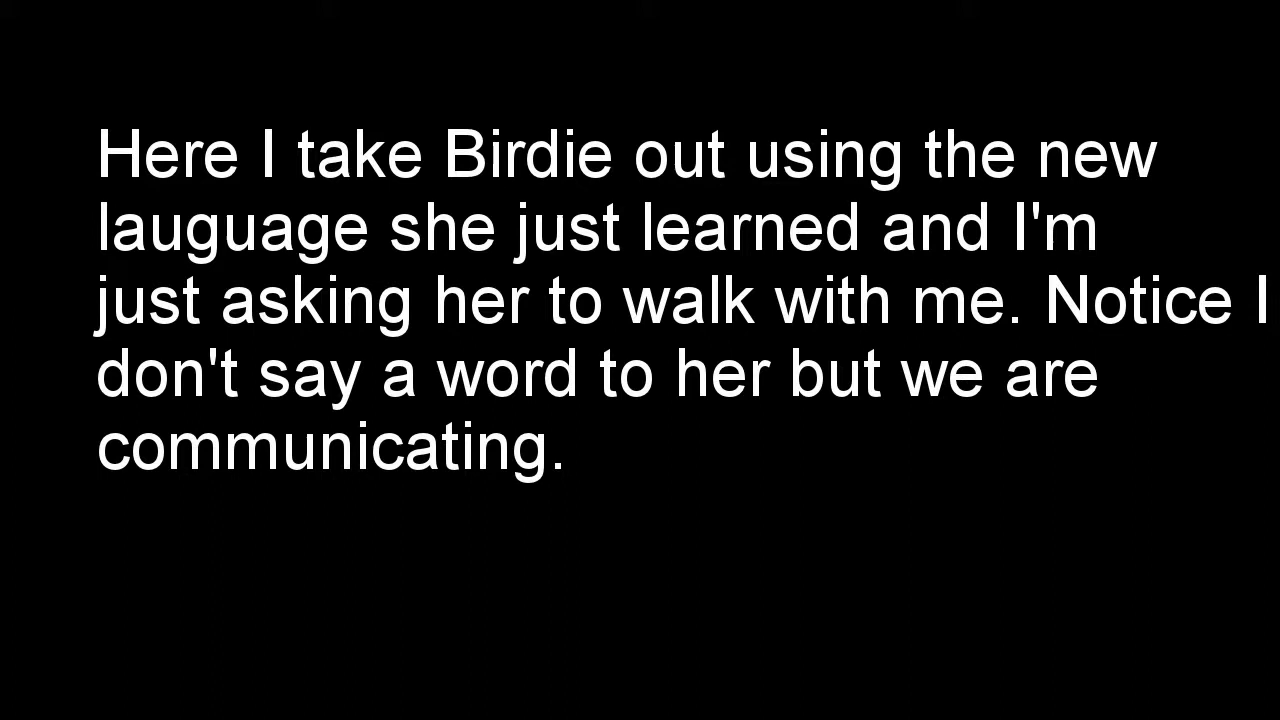 Here I take Birdie out using the new
lauguage she just learned and I'm
just asking her to walk with me. Notice I
don't say a word to her but we are
communicating.